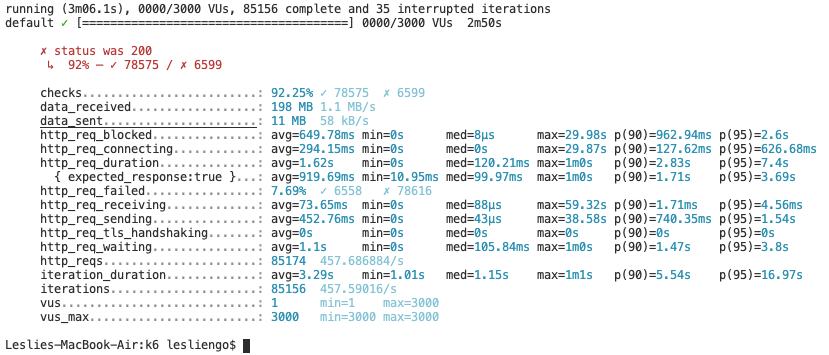 running (3m06.1s), 0000/3000 VUs, 85156 complete and 35 interrupted iterations
default ✓ [======================================] 0000/3000 VUs  2m50s
✗ status was 200
↳  92% — ✓ 78575 / ✗ 6599
checks.........................: 92.25% ✓ 78575  ✗ 6599
data_received..................: 198 MB 1.1 MB/s
data_sent......................: 11 MB  58 kB/s
http_req_blocked...............: avg=649.78ms min=0s      med=8µs      max=29.98s p(90)=962.94ms p(95)=2.6s
http_req_connecting............: avg=294.15ms min=0s      med=0s       max=29.87s p(90)=127.62ms p(95)=626.68ms
http_req_duration..............: avg=1.62s    min=0s      med=120.21ms max=1m0s   p(90)=2.83s    p(95)=7.4s
{ expected_response:true }...: avg=919.69ms min=10.95ms med=99.97ms  max=1m0s   p(90)=1.71s    p(95)=3.69s
http_req_failed................: 7.69%  ✓ 6558   ✗ 78616
http_req_receiving.............: avg=73.65ms  min=0s      med=88µs     max=59.32s p(90)=1.71ms   p(95)=4.56ms
http_req_sending...............: avg=452.76ms min=0s      med=43µs     max=38.58s p(90)=740.35ms p(95)=1.54s
http_req_tls_handshaking.......: avg=0s       min=0s      med=0s       max=0s     p(90)=0s       p(95)=0s
http_req_waiting...............: avg=1.1s     min=0s      med=105.84ms max=1m0s   p(90)=1.47s    p(95)=3.8s
http_reqs......................: 85174  457.686884/s
iteration_duration.............: avg=3.29s    min=1.01s   med=1.15s    max=1m1s   p(90)=5.54s    p(95)=16.97s
iterations.....................: 85156  457.59016/s
vus............................: 1      min=1    max=3000
vus_max........................: 3000   min=3000 max=3000
Leslies-MacBook-Air:k6 lesliengo$